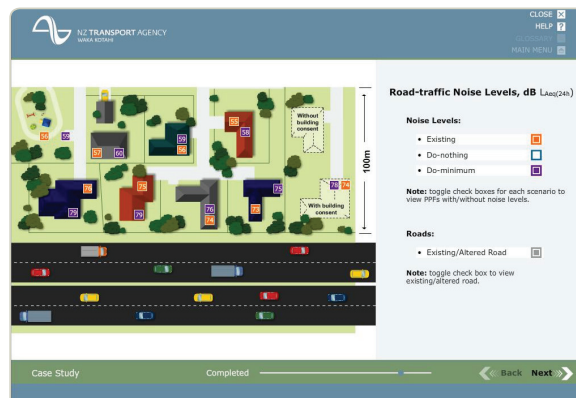 CLOSE
HELP ?
GLOSSARY
MAIN MENU
NZ TRANSPORT AGENCY
WAKA KOTAHI
Road-traffic Noise Levels, dB LAeq(24h)
Noise Levels:
• Existing
• Do-nothing
• Do-minimum
Note: toggle check boxes for each scenario to
view PPFs with/without noise levels.
Roads:
• Existing/Altered Road
Note: toggle check box to view
existing/altered road.
Without
building
consent
100m
56 59
57 60
59
56
55
58
76
79
75
79
76
74
75
73
76 74
With building
consent
Case Study
Completed
Back Next